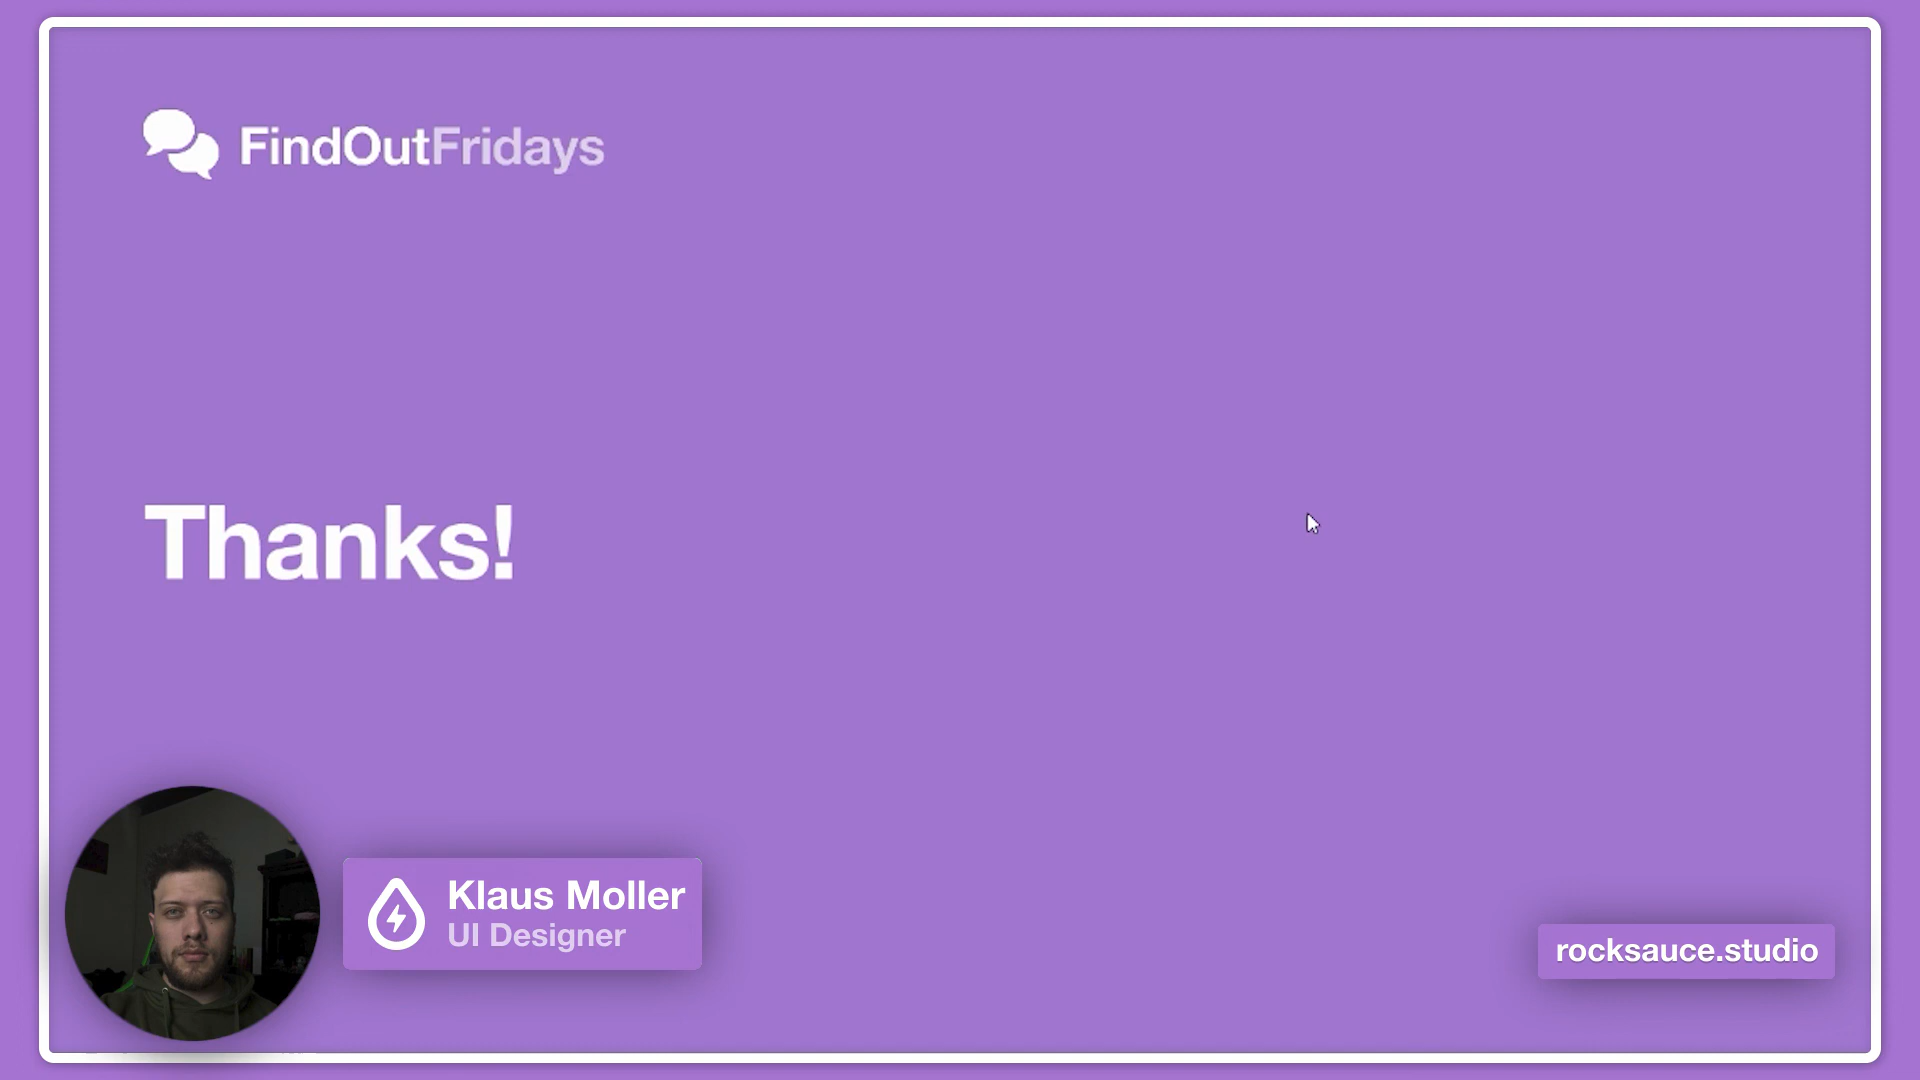 FindOutFridays
Thanks!
Klaus Moller
UI Designer
rocksauce.studio